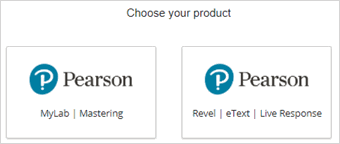 Choose your product
Pearson
MyLab | Mastering
Pearson
Revel | eText | Live Response